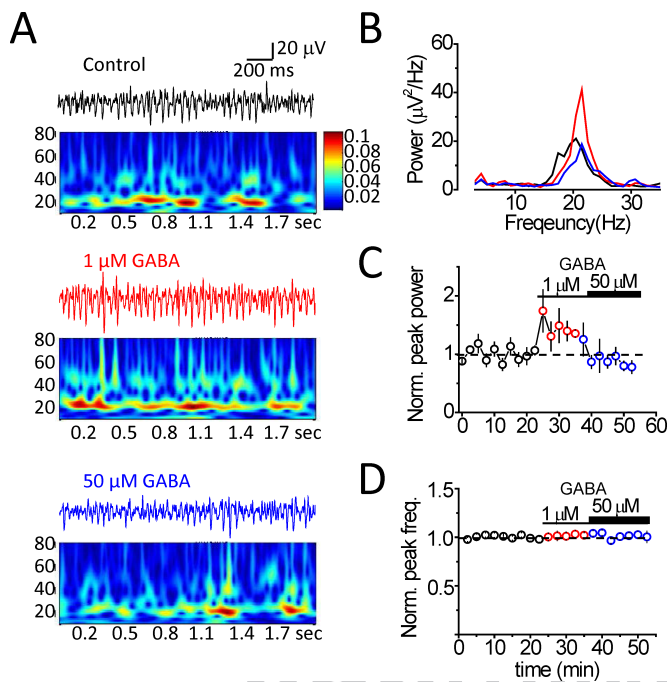 A
Control
20 µV
200 ms
80
60
40
20
0.1
0.08
0.06
0.04
0.02
0.2 0.5 0.8 1.1 1.4 1.7 sec
1 µM GABA
80
60
40
20
0.2 0.5 0.8 1.1 1.4 1.7 sec
50 µM GABA
80
60
40
20
0.2 0.5 0.8 1.1 1.4 1.7 sec
B
Power (µV²/Hz)
60
40
20
0
10 20 30
Freqeuncy(Hz)
C
GABA
1 µM 50 µM
Norm. peak power
2
1
0
0 10 20 30 40 50 60
D
GABA
1 µM 50 µM
Norm. peak freq.
1.5
1.0
0.5
0 10 20 30 40 50
time (min)